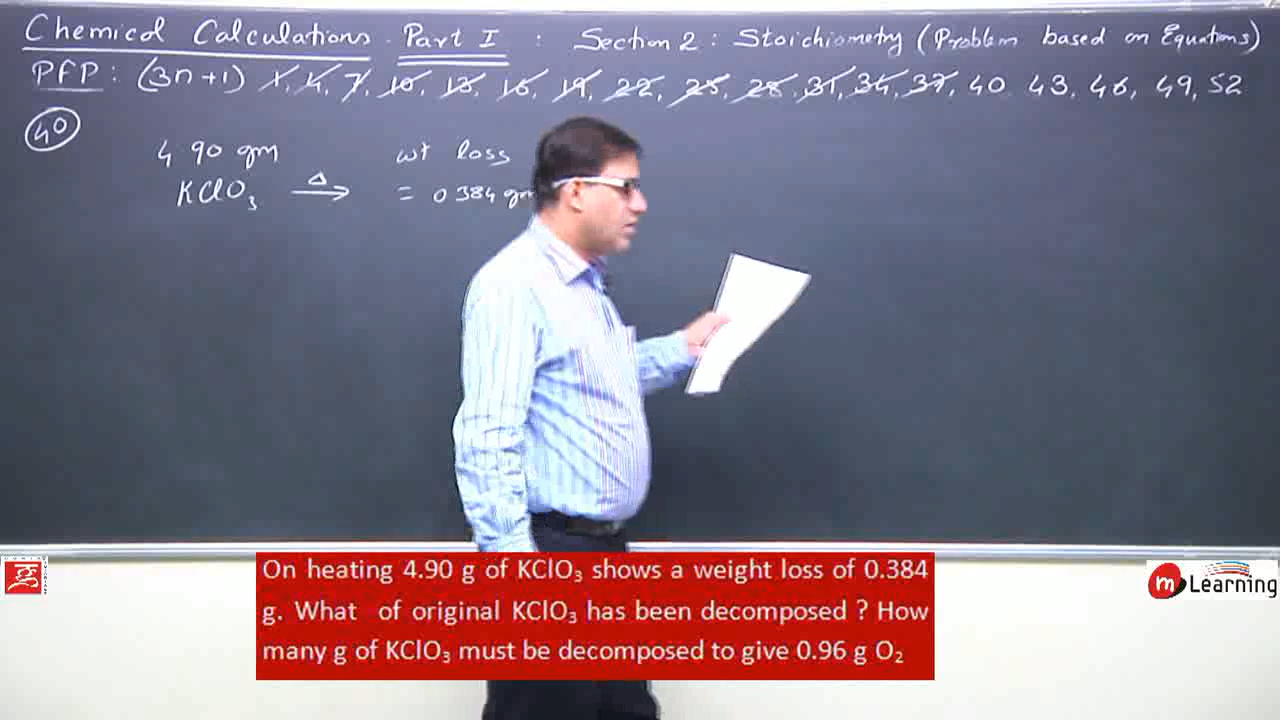 Chemical Calculations. Part I : Section 2 : Stoichiometry (Problem based on Equations)
PFP : (3n+1) 1, 4, 7, 10, 13, 16, 19, 22, 25, 28, 31, 34, 37, 40 43, 46, 49, 52
40
4 90 gm wt loss
KClO₃ Δ→ = 0 384 gm
On heating 4.90 g of KClO₃ shows a weight loss of 0.384
g. What of original KClO₃ has been decomposed ? How
many g of KClO₃ must be decomposed to give 0.96 g O₂
m Learning